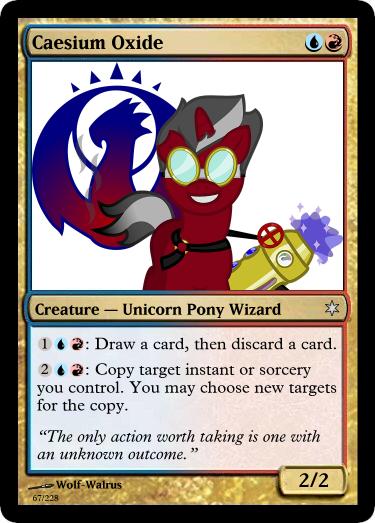 Caesium Oxide
Creature — Unicorn Pony Wizard
1 : Draw a card, then discard a card.
2 : Copy target instant or sorcery
you control. You may choose new targets
for the copy.
“The only action worth taking is one with
an unknown outcome.”
2/2
Wolf-Walrus
67/228